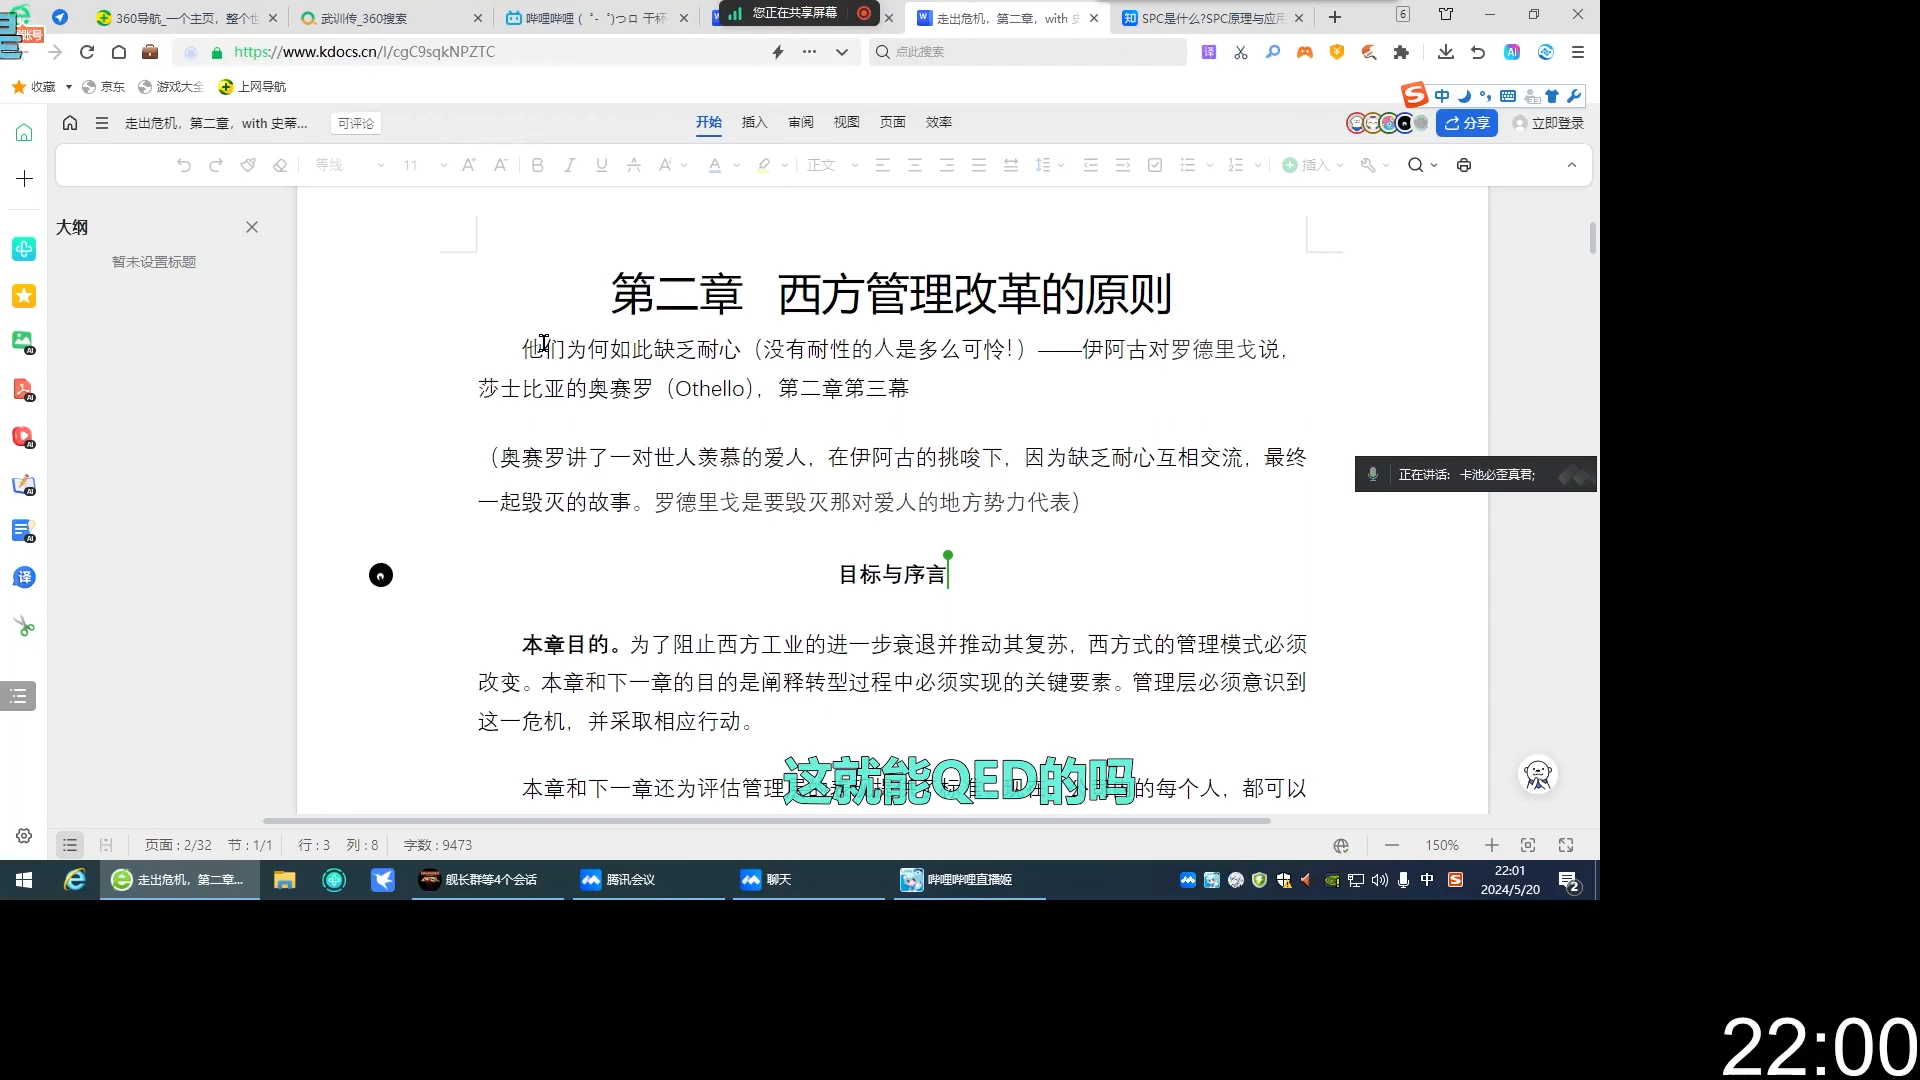 360导航_一个主页，整个世
武训传_360搜索
哔哩哔哩 ( ゜- ゜)つロ 干杯
您正在共享屏幕
走出危机，第二章，with 史
SPC是什么?SPC原理与应用
6
https://www.kdocs.cn/l/cgC9sqkNPZTC
点此搜索
收藏
京东
游戏大全
上网导航
中
走出危机，第二章，with 史蒂...
可评论
开始
插入
审阅
视图
页面
效率
分享
立即登录
等线
11
正文
插入
大纲
暂未设置标题
第二章 西方管理改革的原则
他们为何如此缺乏耐心（没有耐性的人是多么可怜！）——伊阿古对罗德里戈说，
莎士比亚的奥赛罗（Othello），第二章第三幕
（奥赛罗讲了一对世人羡慕的爱人，在伊阿古的挑唆下，因为缺乏耐心互相交流，最终
一起毁灭的故事。罗德里戈是要毁灭那对爱人的地方势力代表）
正在讲话: 卡池必歪真君;
目标与序言
本章目的。为了阻止西方工业的进一步衰退并推动其复苏，西方式的管理模式必须
改变。本章和下一章的目的是阐释转型过程中必须实现的关键要素。管理层必须意识到
这一危机，并采取相应行动。
本章和下一章还为评估管理
的每个人，都可以
这就能QED的吗
页面 : 2/32
节 : 1/1
行 : 3
列 : 8
字数 : 9473
150%
走出危机，第二章...
舰长群等4个会话
腾讯会议
聊天
哔哩哔哩直播姬
中
22:01
2024/5/20
2
22:00